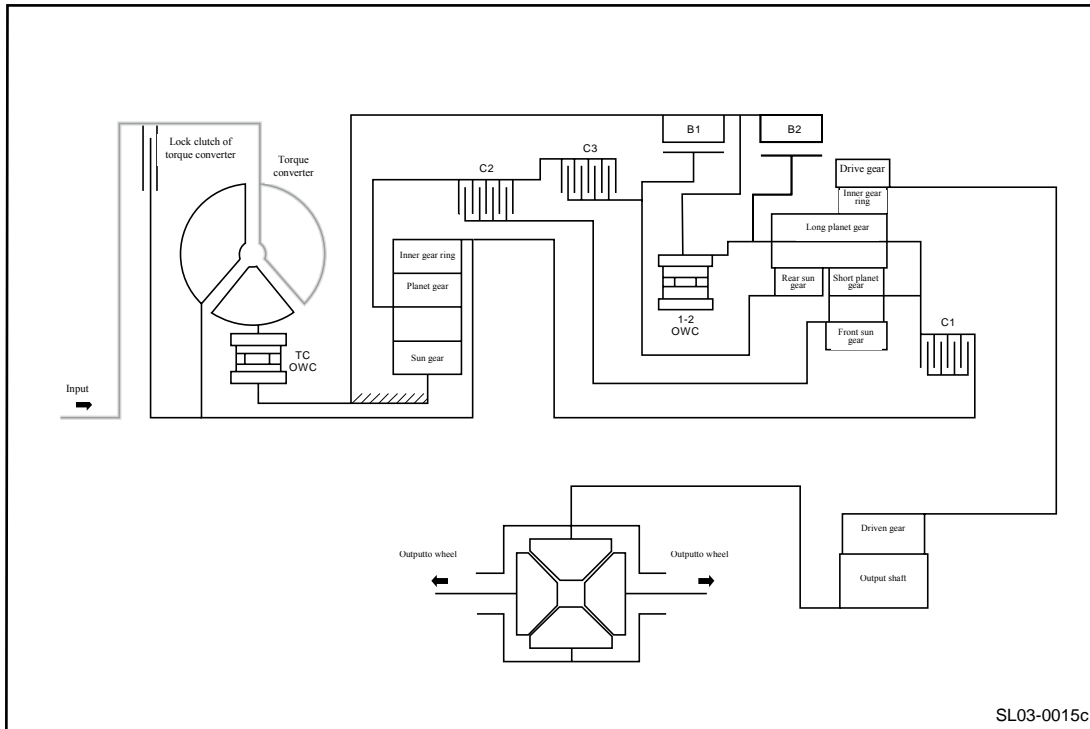 Lock clutch of
torque converter
Torque
converter
C2
C3
B1
B2
Drive gear
Inner gear
ring
Long planet gear
Inner gear ring
Planet gear
Rear sun
gear
Short planet
gear
1-2
OWC
Front sun
gear
C1
TC
OWC
Sun gear
Input
Driven gear
Outputto wheel
Outputto wheel
Output shaft
SL03-0015c